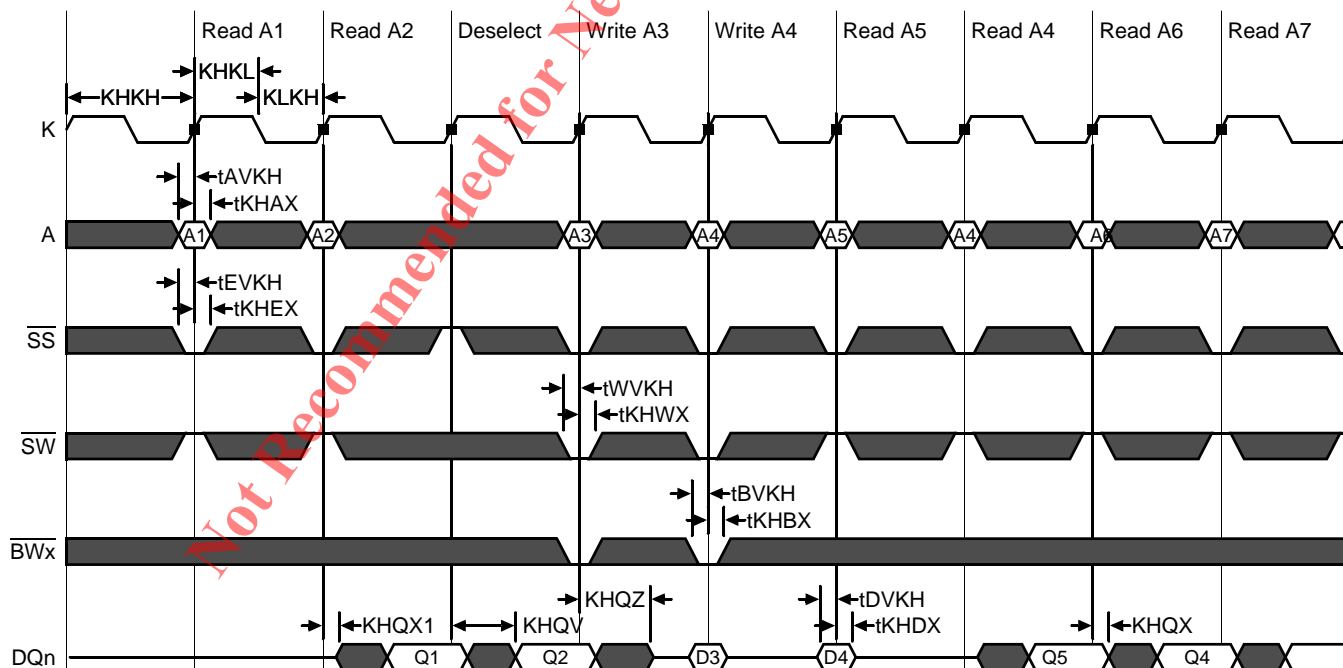 Read A1 Read A2 Deselect Write A3 Write A4 Read A5 Read A4 Read A6 Read A7
KHKL
KHKH KLKH
K
tAVKH
tKHAX
A A1 A2 A3 A4 A5 A4 A6 A7
tEVKH
tKHEX
SS
tWVKH
tKHWX
SW
tBVKH
tKHBX
BWx
KHQZ tDVKH
KHQX1 KHQV tKHDX KHQX
DQn Q1 Q2 D3 D4 Q5 Q4
Not Recommended for Ne